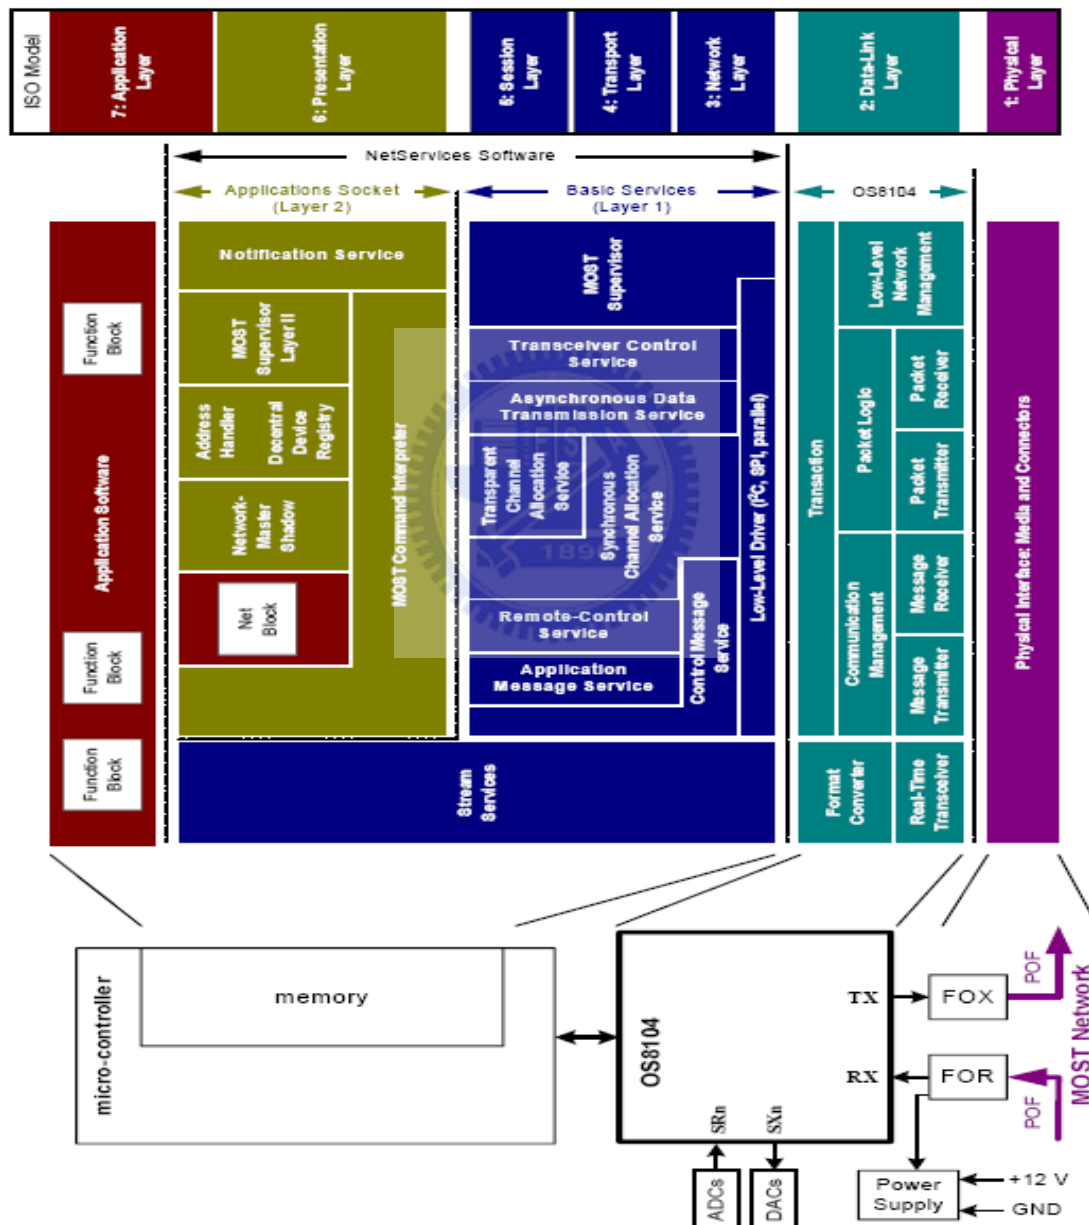 ISO Model
7: Application
Layer
6: Presentation
Layer
5: Session
Layer
4: Transport
Layer
3: Network
Layer
2: Data-Link
Layer
1: Physical
Layer
NetServices Software
Applications Socket
(Layer 2)
Basic Services
(Layer 1)
OS8104
Application Software
Function
Block
Function
Block
Function
Block
Notification Service
MOST
Supervisor
Layer II
Address
Handler
Decentral
Device
Registry
Network-
Master
Shadow
Net
Block
MOST Command Interpreter
MOST
Supervisor
Transceiver Control
Service
Asynchronous Data
Transmission Service
Transparent
Channel
Allocation
Service
Synchronous
Channel Allocation
Service
Remote-Control
Service
Application
Message Service
Control Message
Service
Low-Level Driver (I²C, SPI, parallel)
Stream
Services
Transaction
Low-Level
Network
Management
Packet Logic
Packet
Receiver
Packet
Transmitter
Communication
Management
Message
Receiver
Message
Transmitter
Format
Converter
Real-Time
Transceiver
Physical Interface: Media and Connectors
1896
micro-controller
memory
OS8104
TX
RX
SRn
SXn
FOX
FOR
POF
POF
MOST Network
ADCs
DACs
Power
Supply
+12 V
GND